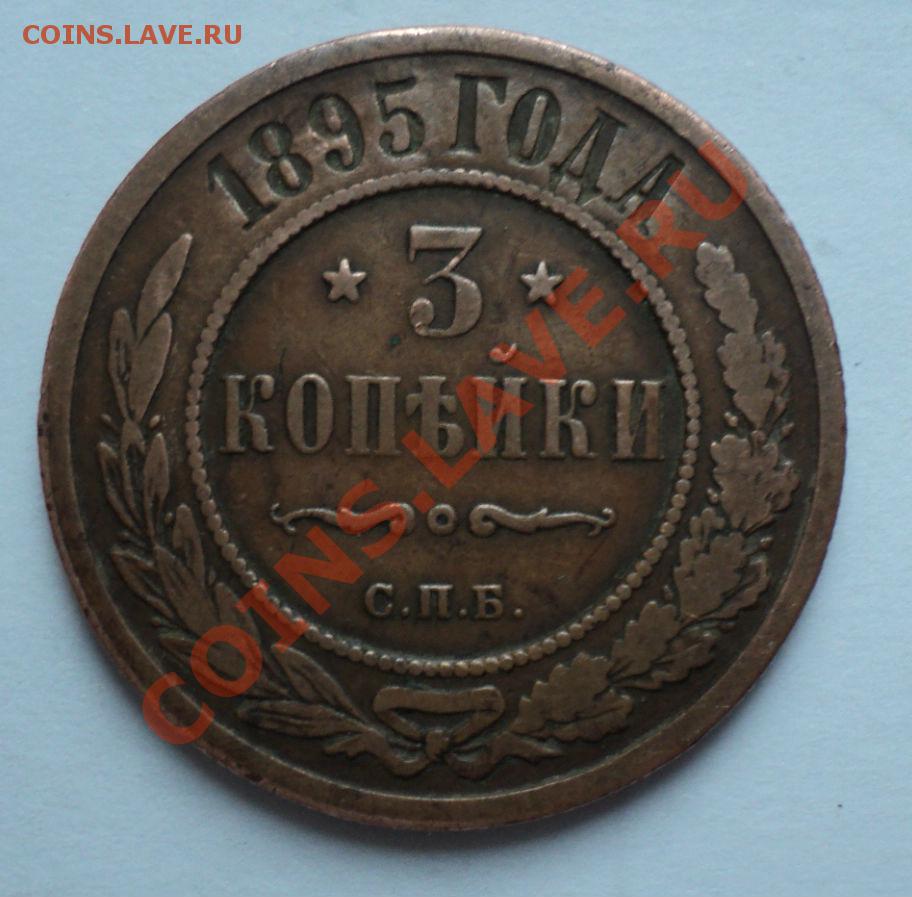 COINS.LAVE.RU
1895 ГОДА
3
КОПѢЙКИ
С.П.Б.
COINS.LAVE.RU